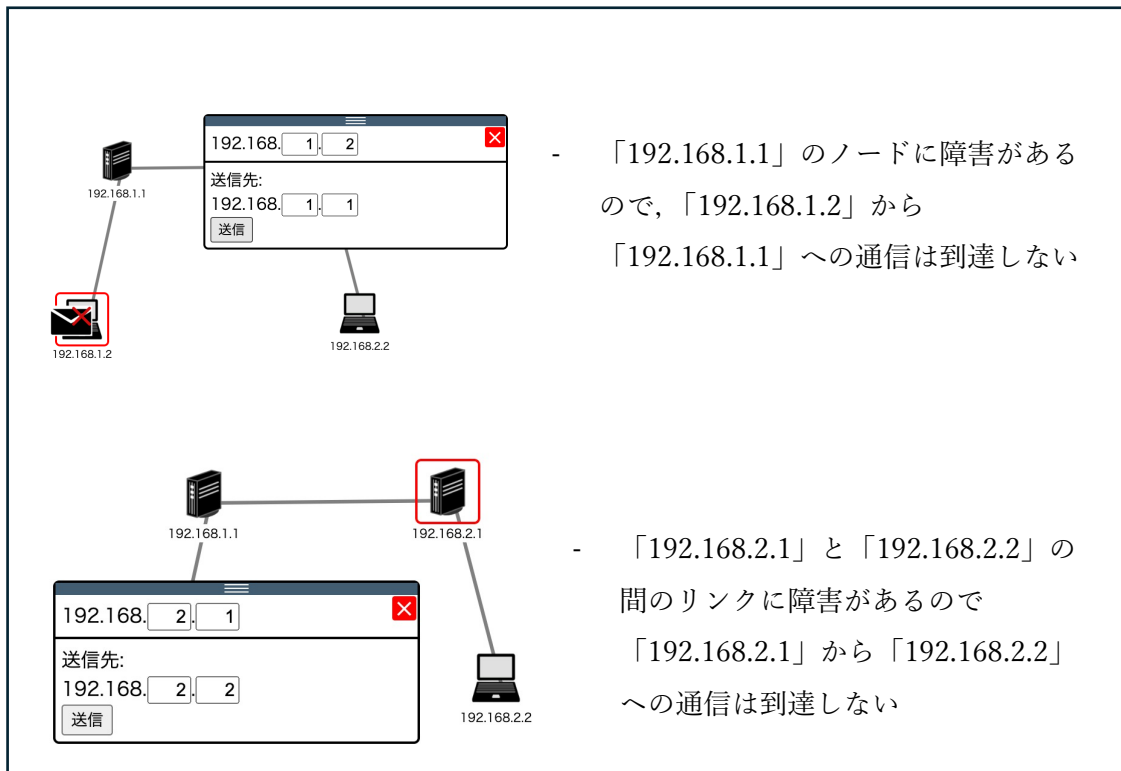 192.168. 1 . 2
送信先:
192.168. 1 . 1
送信
192.168.1.1
192.168.1.2
192.168.2.2
- 「192.168.1.1」のノードに障害がある
ので, 「192.168.1.2」から
「192.168.1.1」への通信は到達しない
192.168.1.1
192.168.2.1
192.168. 2 . 1
送信先:
192.168. 2 . 2
送信
192.168.2.2
- 「192.168.2.1」と「192.168.2.2」の
間のリンクに障害があるので
「192.168.2.1」から「192.168.2.2」
への通信は到達しない